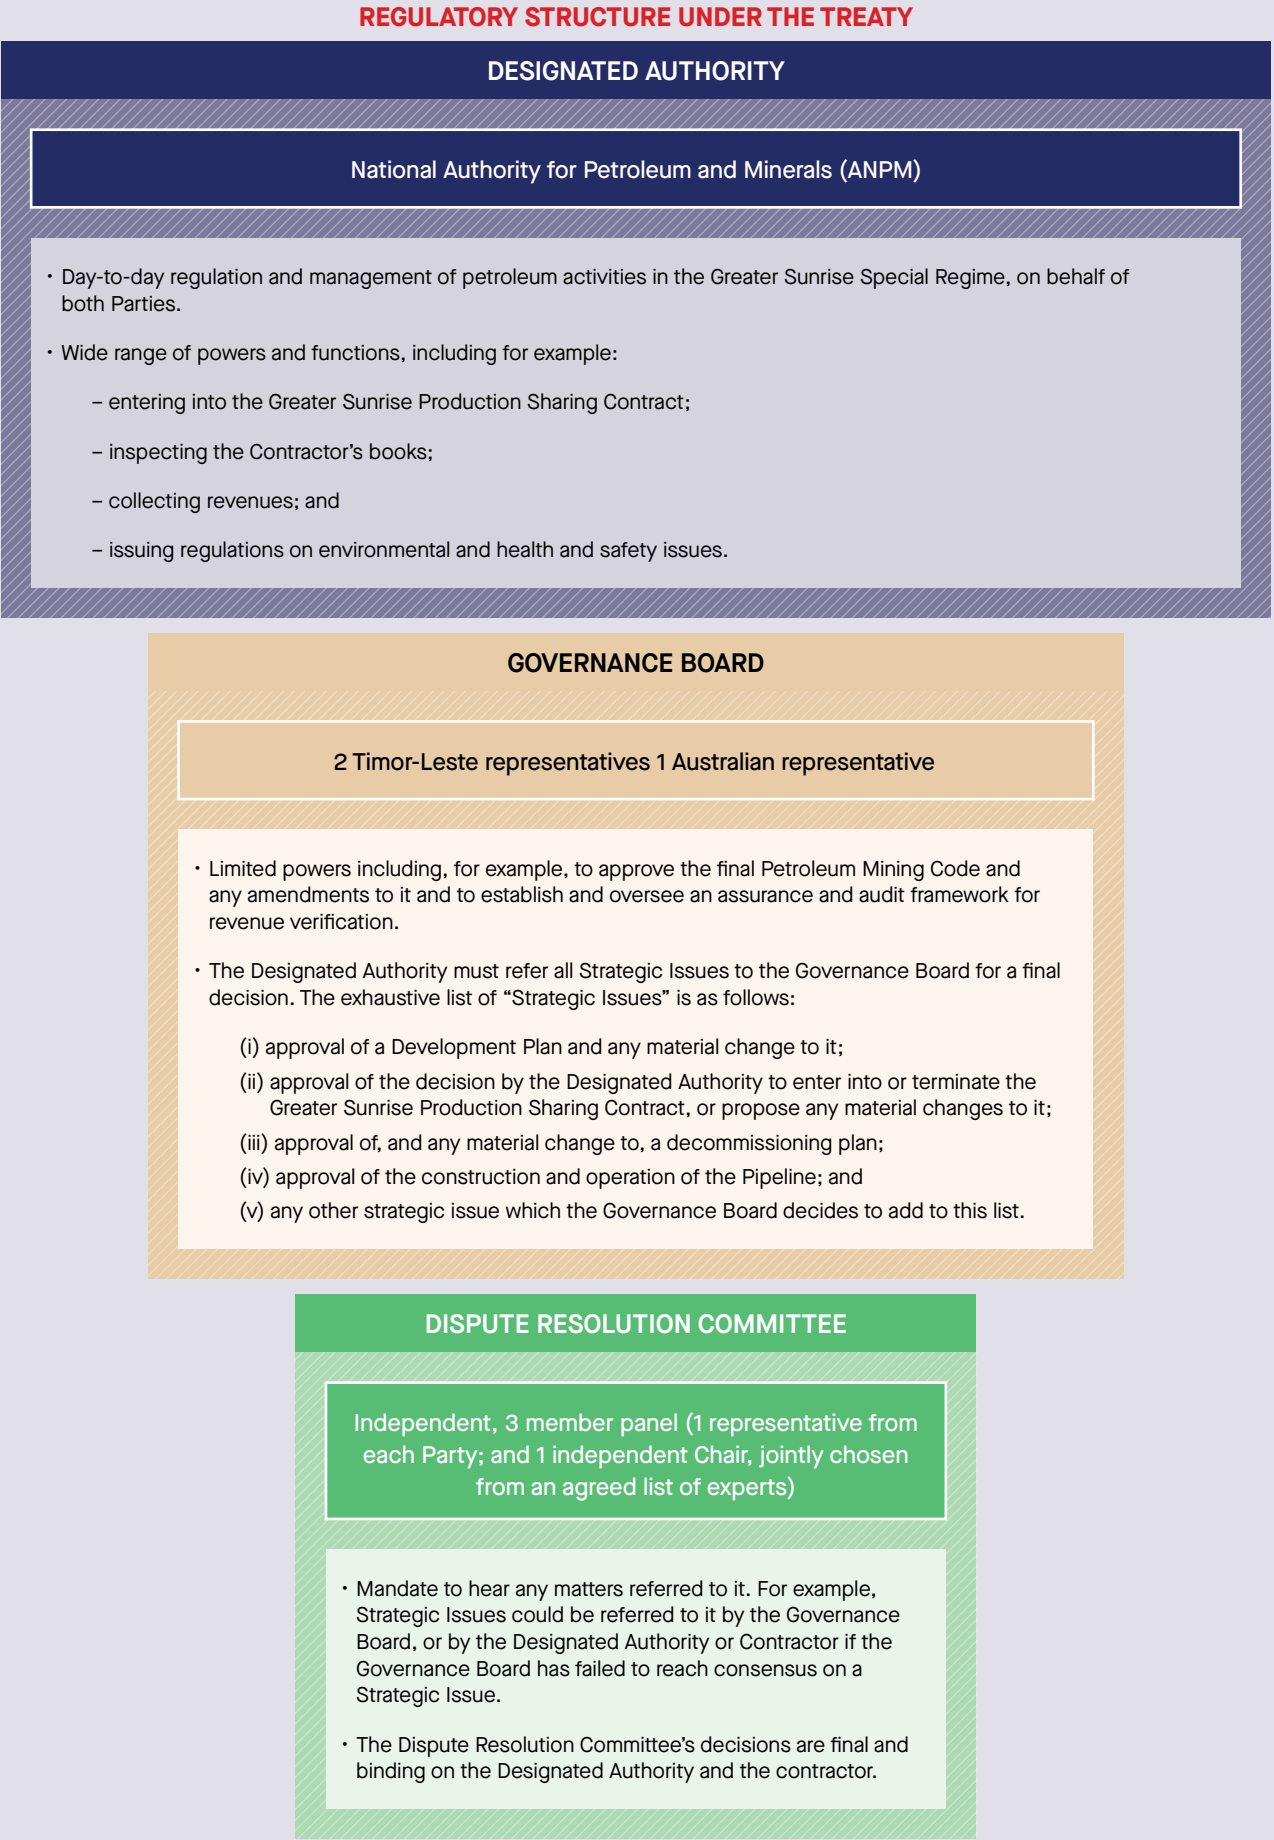 REGULATORY STRUCTURE UNDER THE TREATY
DESIGNATED AUTHORITY
National Authority for Petroleum and Minerals (ANPM)
• Day-to-day regulation and management of petroleum activities in the Greater Sunrise Special Regime, on behalf of
both Parties.
• Wide range of powers and functions, including for example:
– entering into the Greater Sunrise Production Sharing Contract;
– inspecting the Contractor’s books;
– collecting revenues; and
– issuing regulations on environmental and health and safety issues.
GOVERNANCE BOARD
2 Timor-Leste representatives 1 Australian representative
• Limited powers including, for example, to approve the final Petroleum Mining Code and
any amendments to it and to establish and oversee an assurance and audit framework for
revenue verification.
• The Designated Authority must refer all Strategic Issues to the Governance Board for a final
decision. The exhaustive list of “Strategic Issues” is as follows:
(i) approval of a Development Plan and any material change to it;
(ii) approval of the decision by the Designated Authority to enter into or terminate the
Greater Sunrise Production Sharing Contract, or propose any material changes to it;
(iii) approval of, and any material change to, a decommissioning plan;
(iv) approval of the construction and operation of the Pipeline; and
(v) any other strategic issue which the Governance Board decides to add to this list.
DISPUTE RESOLUTION COMMITTEE
Independent, 3 member panel (1 representative from
each Party; and 1 independent Chair, jointly chosen
from an agreed list of experts)
• Mandate to hear any matters referred to it. For example,
Strategic Issues could be referred to it by the Governance
Board, or by the Designated Authority or Contractor if the
Governance Board has failed to reach consensus on a
Strategic Issue.
• The Dispute Resolution Committee’s decisions are final and
binding on the Designated Authority and the contractor.